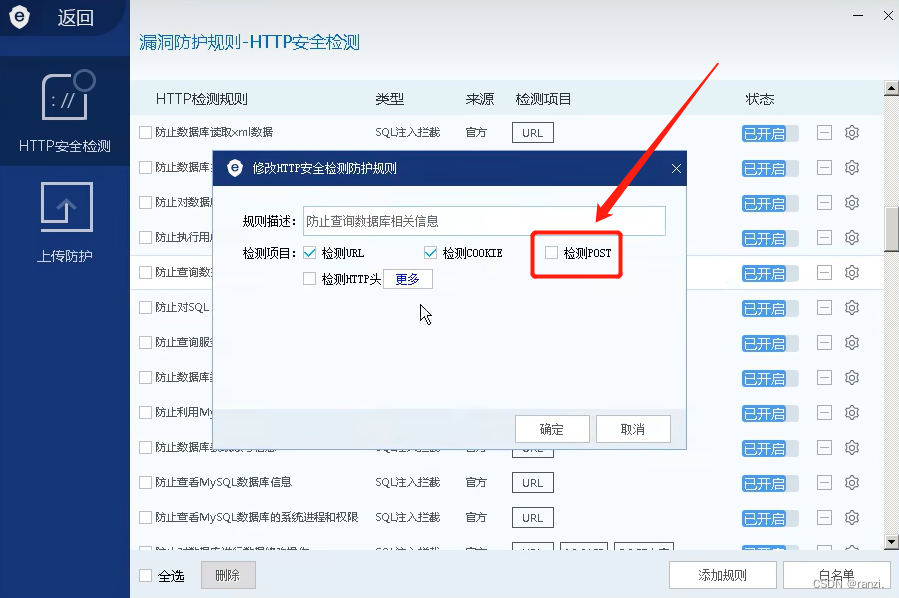 返回
漏洞防护规则-HTTP安全检测
HTTP安全检测
上传防护
HTTP检测规则 类型 来源 检测项目 状态
防止数据库读取xml数据 SQL注入拦截 官方 URL 已开启
防止数据库 已开启
防止对数据 已开启
防止执行用 已开启
防止查询数 已开启
防止对SQL 已开启
防止查询服 已开启
防止数据库 已开启
防止利用My 已开启
防止数据库 已开启
防止查看MySQL数据库信息 SQL注入拦截 官方 URL 已开启
防止查看MySQL数据库的系统进程和权限 SQL注入拦截 官方 URL 已开启
修改HTTP安全检测防护规则
规则描述: 防止查询数据库相关信息
检测项目: 检测URL 检测COOKIE 检测POST
检测HTTP头 更多
确定 取消
全选 删除 添加规则 白名单
CSDN @ranzi.